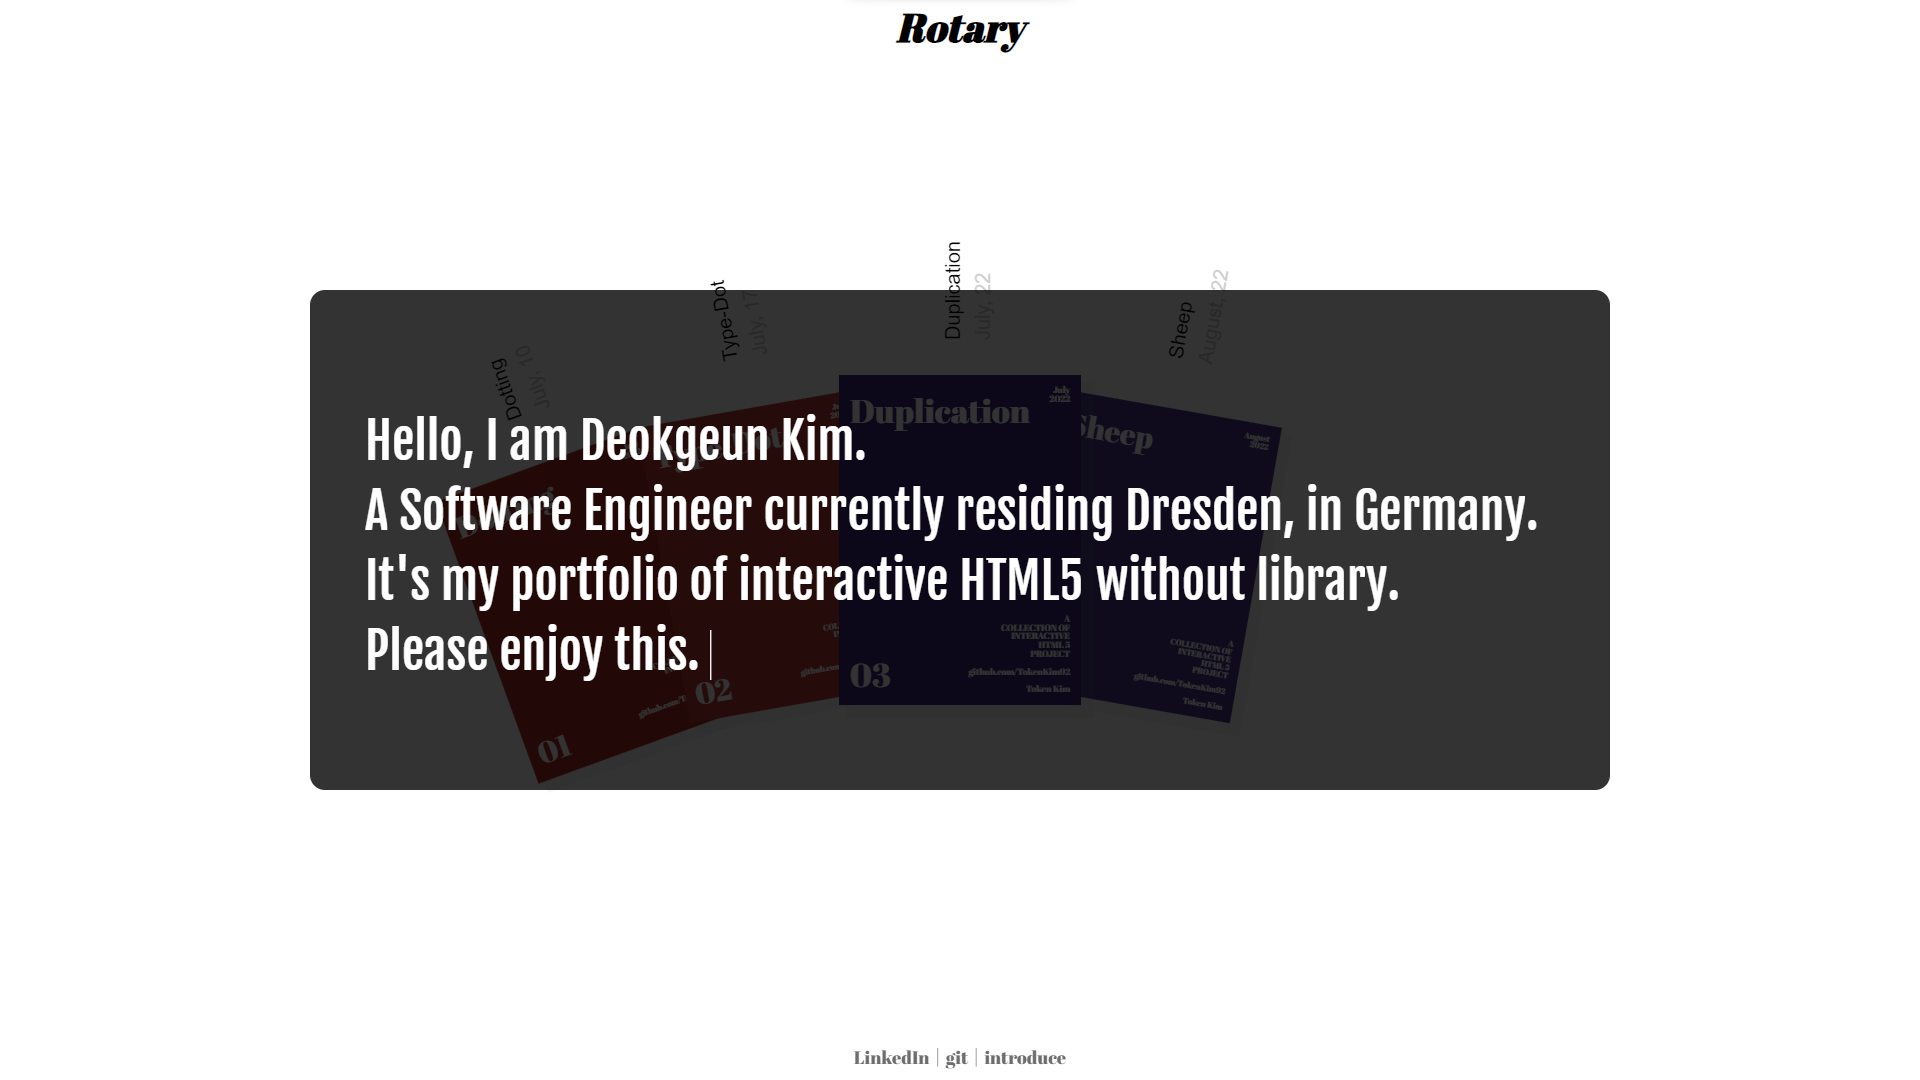 Rotary
Dotting
July, 10
Type-Dot
July, 17
Duplication
July, 22
Sheep
August, 22
Hello, I am Deokgeun Kim.
A Software Engineer currently residing Dresden, in Germany.
It's my portfolio of interactive HTML5 without library.
Please enjoy this.
01
02
Duplication
July
2022
A
COLLECTION OF
INTERACTIVE
HTML 5
PROJECT
github.com/TokenKim92
Token Kim
03
Sheep
August
2022
A
COLLECTION OF
INTERACTIVE
HTML 5
PROJECT
github.com/TokenKim92
Token Kim
LinkedIn | git | introduce